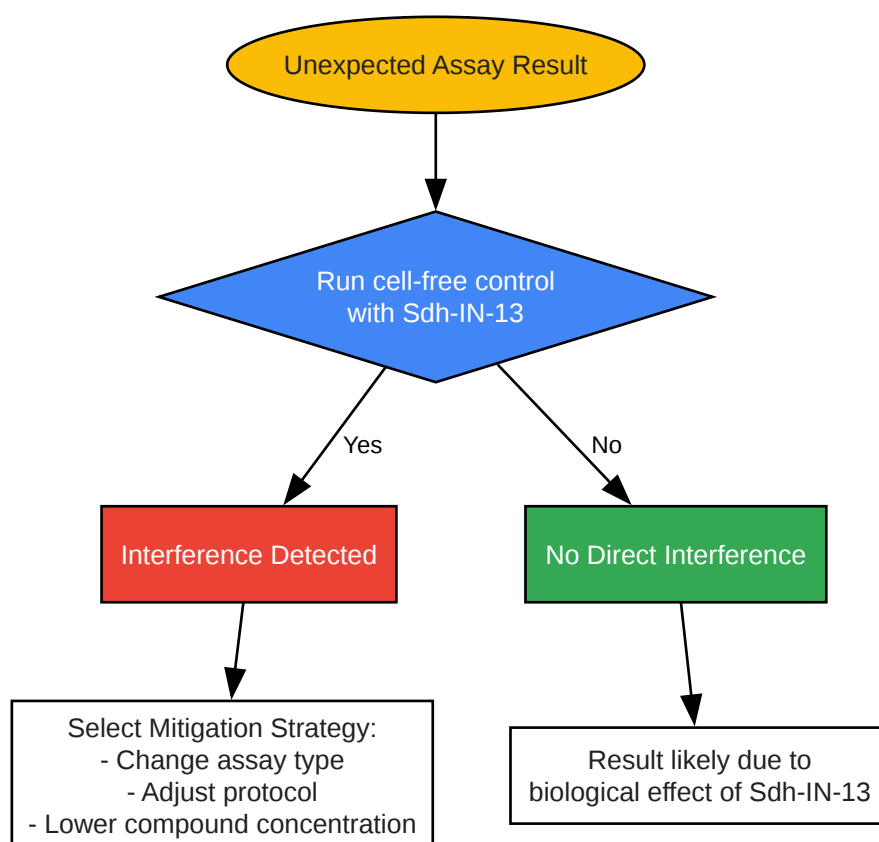 Unexpected Assay Result
Run cell-free control
with Sdh-IN-13
Yes
No
Interference Detected
No Direct Interference
Select Mitigation Strategy:
- Change assay type
- Adjust protocol
- Lower compound concentration
Result likely due to
biological effect of Sdh-IN-13